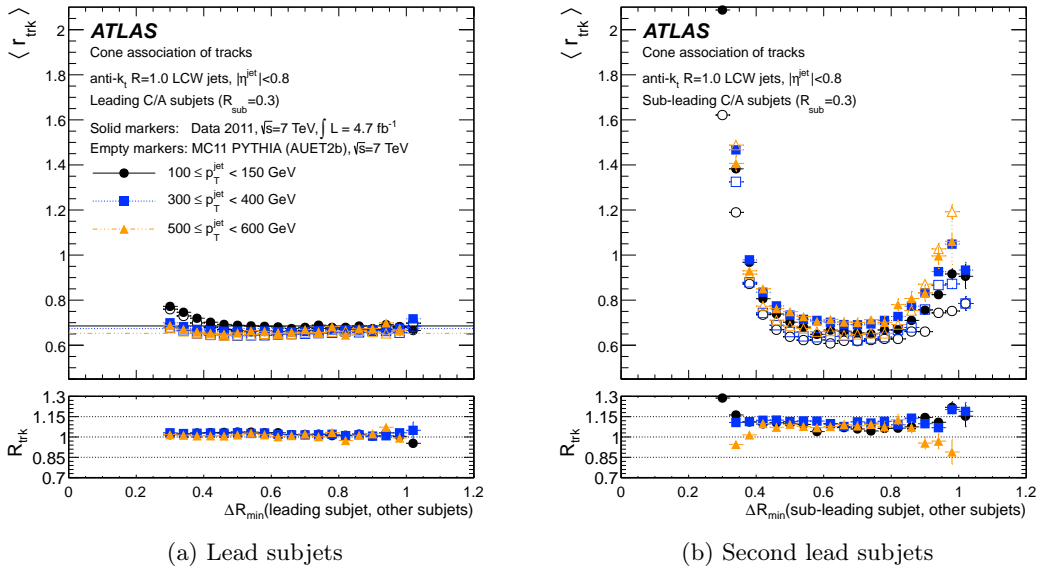 ⟨ r_trk ⟩
2
1.8
1.6
1.4
1.2
1
0.8
0.6
ATLAS
Cone association of tracks
anti-k_t R=1.0 LCW jets, |η^jet|<0.8
Leading C/A subjets (R_sub=0.3)
Solid markers: Data 2011, √s=7 TeV, ∫ L = 4.7 fb⁻¹
Empty markers: MC11 PYTHIA (AUET2b), √s=7 TeV
100 ≤ p_T^jet < 150 GeV
300 ≤ p_T^jet < 400 GeV
500 ≤ p_T^jet < 600 GeV
R_trk
1.3
1.15
1
0.85
0.7
0 0.2 0.4 0.6 0.8 1 1.2
ΔR_min(leading subjet, other subjets)
(a) Lead subjets
⟨ r_trk ⟩
2
1.8
1.6
1.4
1.2
1
0.8
0.6
ATLAS
Cone association of tracks
anti-k_t R=1.0 LCW jets, |η^jet|<0.8
Sub-leading C/A subjets (R_sub=0.3)
R_trk
1.3
1.15
1
0.85
0.7
0 0.2 0.4 0.6 0.8 1 1.2
ΔR_min(sub-leading subjet, other subjets)
(b) Second lead subjets